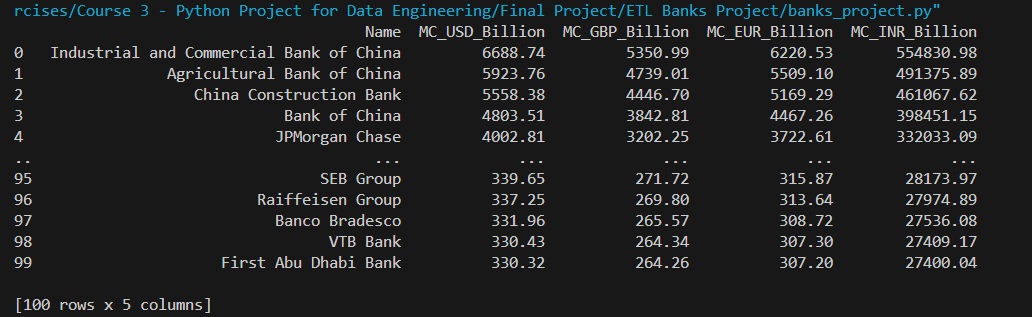 rcises/Course 3 - Python Project for Data Engineering/Final Project/ETL Banks Project/banks_project.py"
Name MC_USD_Billion MC_GBP_Billion MC_EUR_Billion MC_INR_Billion
0 Industrial and Commercial Bank of China 6688.74 5350.99 6220.53 554830.98
1 Agricultural Bank of China 5923.76 4739.01 5509.10 491375.89
2 China Construction Bank 5558.38 4446.70 5169.29 461067.62
3 Bank of China 4803.51 3842.81 4467.26 398451.15
4 JPMorgan Chase 4002.81 3202.25 3722.61 332033.09
.. ... ... ... ... ...
95 SEB Group 339.65 271.72 315.87 28173.97
96 Raiffeisen Group 337.25 269.80 313.64 27974.89
97 Banco Bradesco 331.96 265.57 308.72 27536.08
98 VTB Bank 330.43 264.34 307.30 27409.17
99 First Abu Dhabi Bank 330.32 264.26 307.20 27400.04
[100 rows x 5 columns]